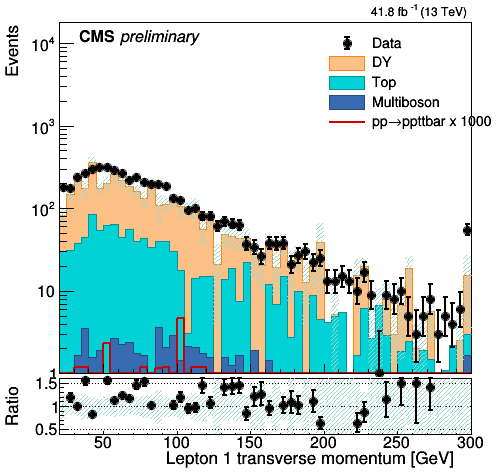 41.8 fb⁻¹ (13 TeV)
CMS preliminary
Events
10⁴
10³
10²
10
1
Data
DY
Top
Multiboson
pp→ppttbar x 1000
Ratio
1.5
1
0.5
50 100 150 200 250 300
Lepton 1 transverse momentum [GeV]